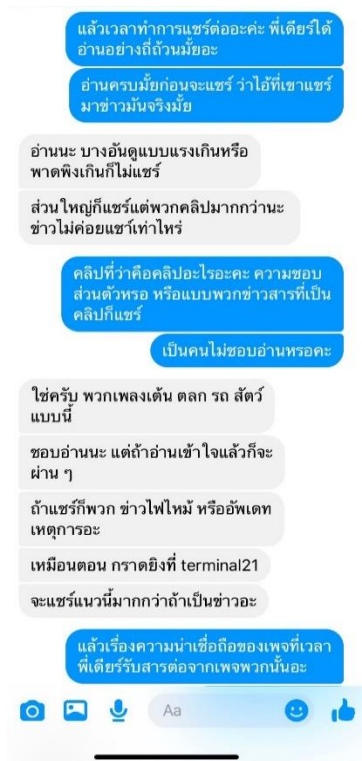 แล้วเวลาทำการแชร์ต่ออะค่ะ พี่เดียร์ได้
อ่านอย่างถี่ถ้วนมั้ยอะ
อ่านครบมั้ยก่อนจะแชร์ ว่าไอ้ที่เขาแชร์
มาข่าวมันจริงมั้ย
อ่านนะ บางอันดูแบบแรงเกินหรือ
พาดพิงเกินก็ไม่แชร์
ส่วนใหญ่ก็แชร์แต่พวกคลิปมากกว่านะ
ข่าวไม่ค่อยแชา์เท่าไหร่
คลิปที่ว่าคือคลิปอะไรอะคะ ความชอบ
ส่วนตัวหรอ หรือแบบพวกข่าวสารที่เป็น
คลิปก็แชร์
เป็นคนไม่ชอบอ่านหรอคะ
ใช่ครับ พวกเพลงเต้น ตลก รถ สัตว์
แบบนี้
ชอบอ่านนะ แต่ถ้าอ่านเข้าใจแล้วก็จะ
ผ่าน ๆ
ถ้าแชร์ก็พวก ข่าวไฟไหม้ หรืออัพเดท
เหตุการอะ
เหมือนตอน กราดยิงที่ terminal21
จะแชร์แนวนี้มากกว่าถ้าเป็นข่าวอะ
แล้วเรื่องความน่าเชื่อถือของเพจที่เวลา
พี่เดียร์รับสารต่อจากเพจพวกนั้นอะ
Aa